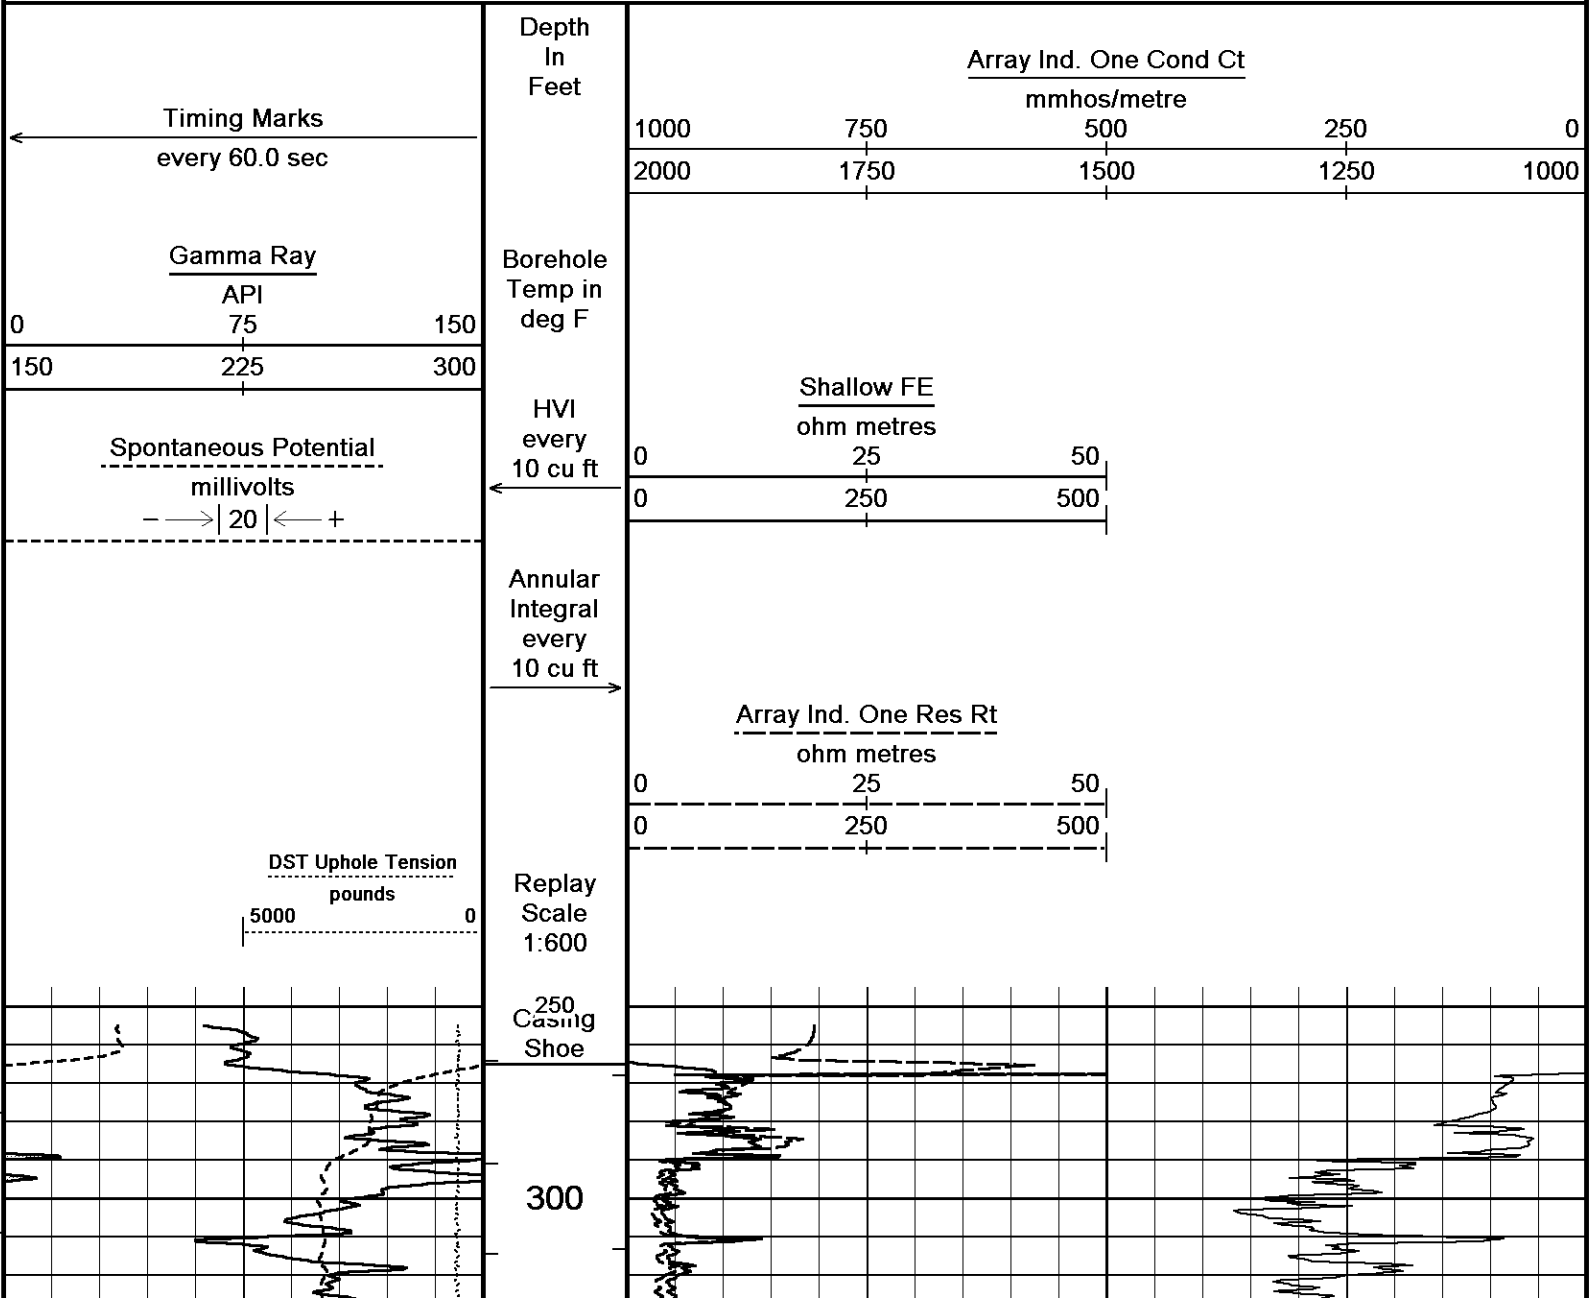 Timing Marks
every 60.0 sec
Gamma Ray
API
0 75 150
150 225 300
Spontaneous Potential
millivolts
− 20 +
DST Uphole Tension
pounds
5000 0
Depth
In
Feet
Borehole
Temp in
deg F
HVI
every
10 cu ft
Annular
Integral
every
10 cu ft
Replay
Scale
1:600
Array Ind. One Cond Ct
mmhos/metre
1000 750 500 250 0
2000 1750 1500 1250 1000
Shallow FE
ohm metres
0 25 50
0 250 500
Array Ind. One Res Rt
ohm metres
0 25 50
0 250 500
250
Casing
Shoe
300